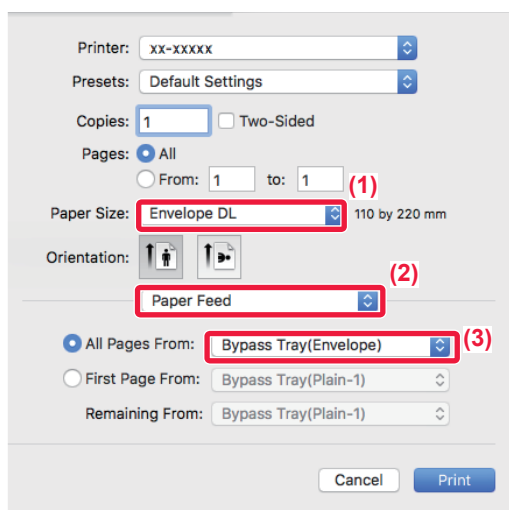 Printer: xx-xxxxx
Presets: Default Settings
Copies: 1 Two-Sided
Pages: All
From: 1 to: 1
(1)
Paper Size: Envelope DL 110 by 220 mm
Orientation:
(2)
Paper Feed
All Pages From: Bypass Tray(Envelope) (3)
First Page From: Bypass Tray(Plain-1)
Remaining From: Bypass Tray(Plain-1)
Cancel Print